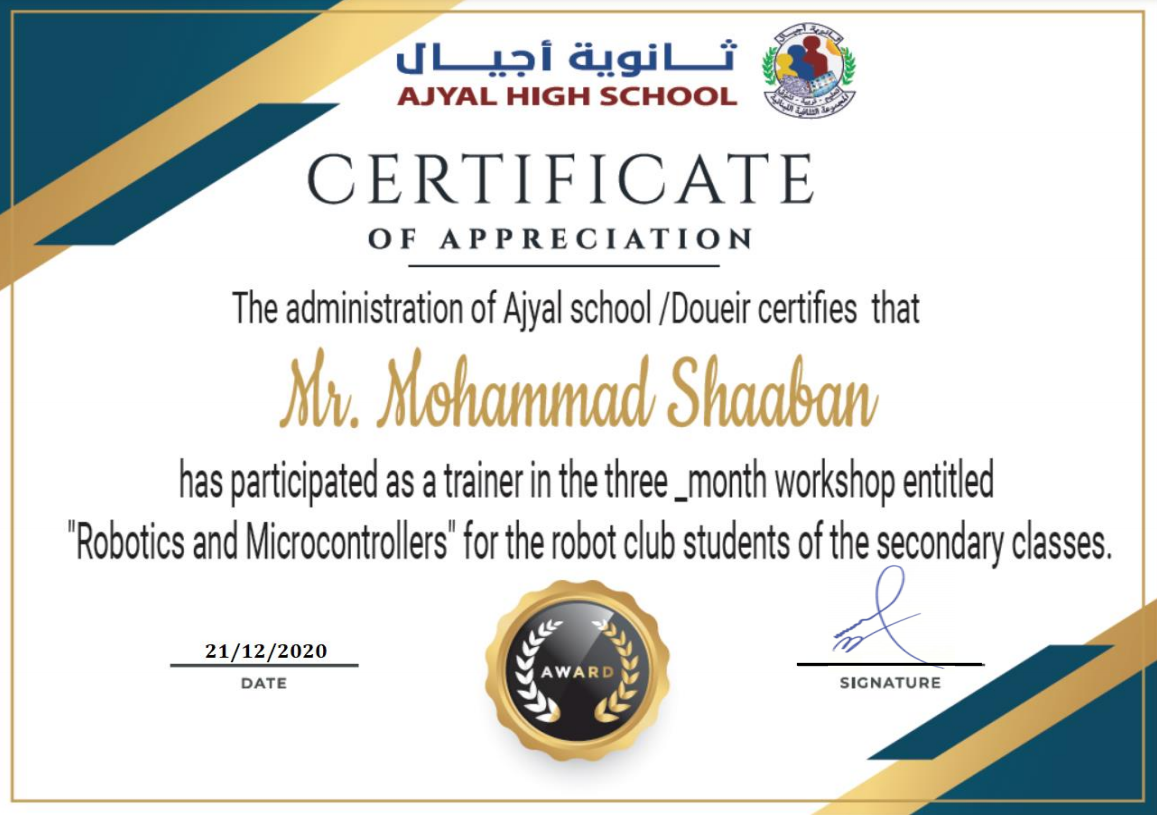 ثانوية أجيال
AJYAL HIGH SCHOOL
CERTIFICATE
OF APPRECIATION
The administration of Ajyal school /Doueir certifies that
Mr. Mohammad Shaaban
has participated as a trainer in the three _month workshop entitled
"Robotics and Microcontrollers" for the robot club students of the secondary classes.
21/12/2020
DATE
AWARD
SIGNATURE